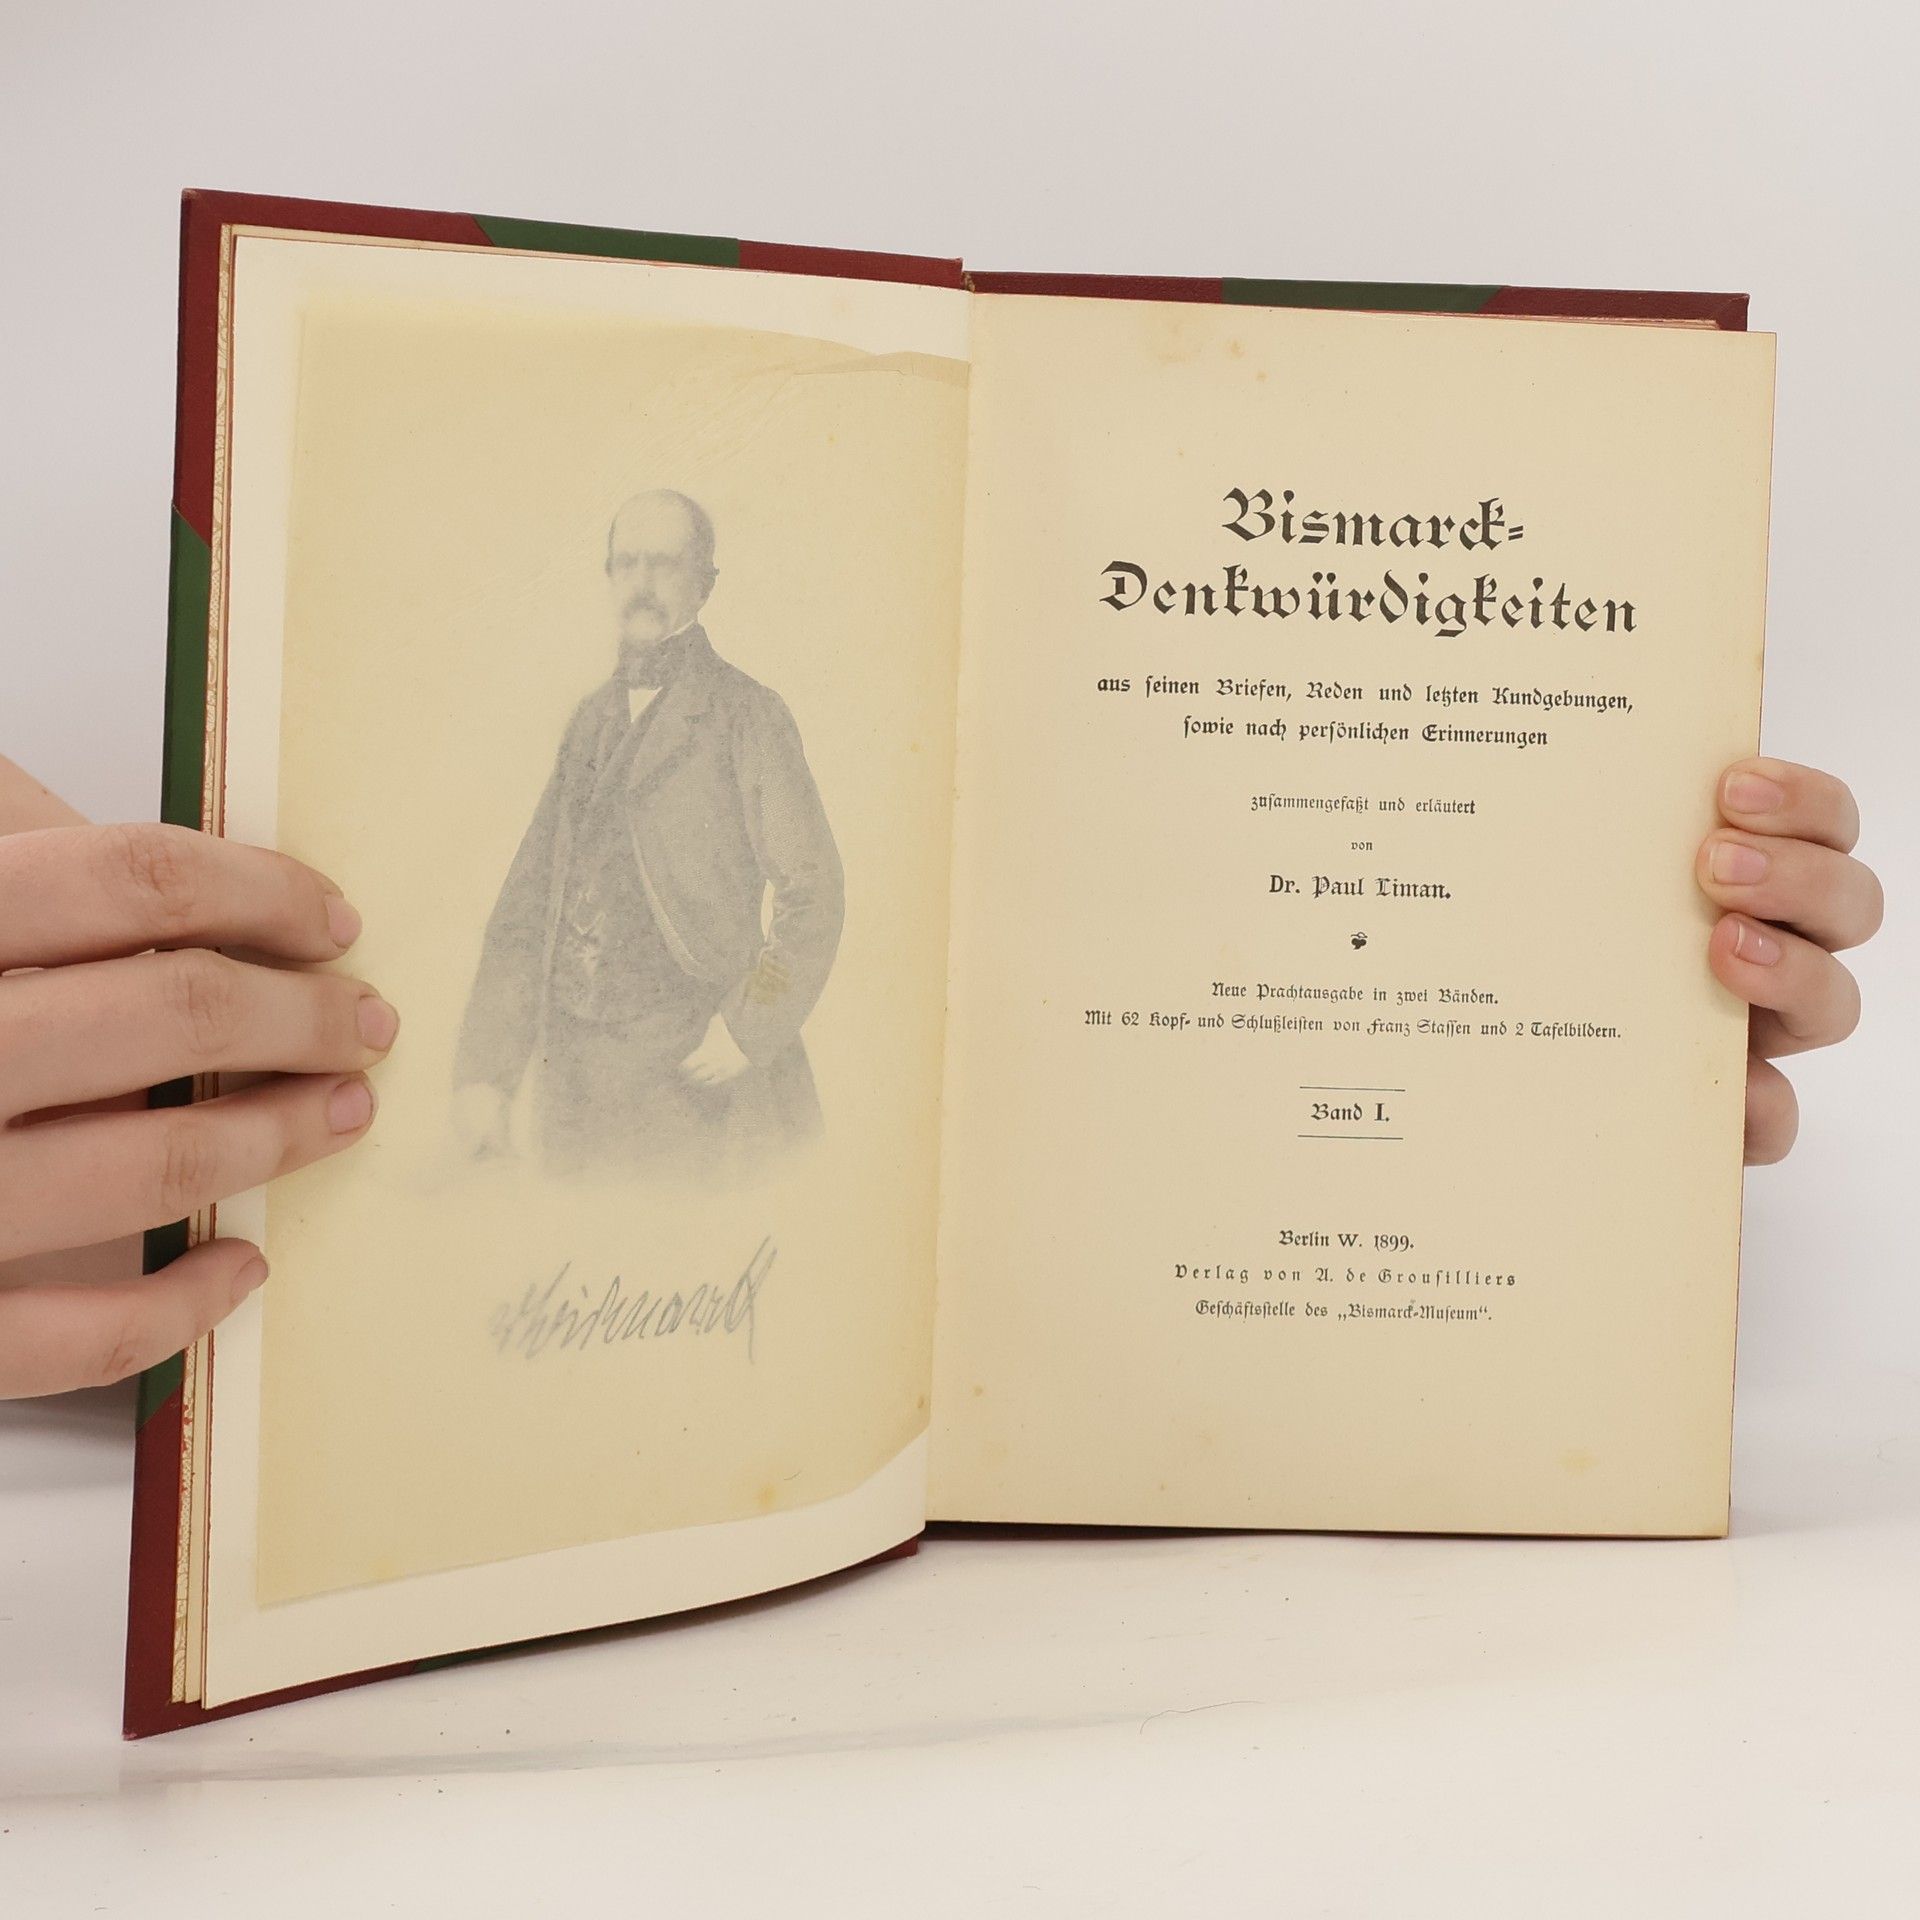 v Bismarck
Bismarck-
Denkwürdigkeiten
aus seinen Briefen, Reden und letzten Kundgebungen,
sowie nach persönlichen Erinnerungen
zusammengefaßt und erläutert
von
Dr. Paul Liman.
Neue Prachtausgabe in zwei Bänden.
Mit 62 Kopf- und Schlußleisten von Franz Stassen und 2 Tafelbildern.
Band I.
Berlin W. 1899.
Verlag von A. de Grousilliers
Geschäftsstelle des „Bismarck-Museum“.